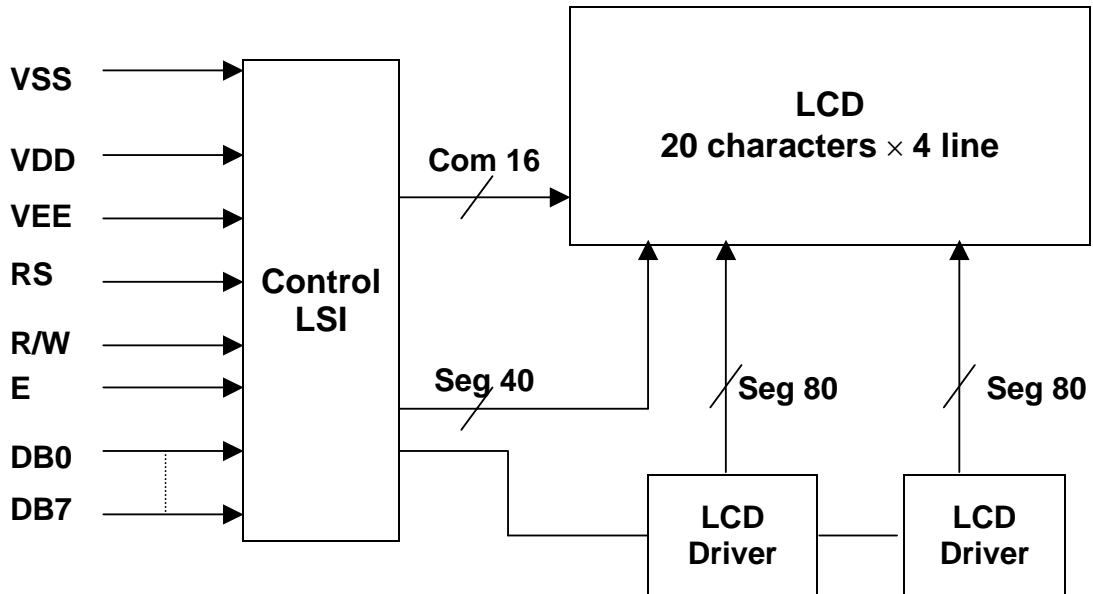 VSS
VDD
VEE
RS
R/W
E
DB0
DB7
Control
LSI
Com 16
Seg 40
LCD
20 characters × 4 line
Seg 80
Seg 80
LCD
Driver
LCD
Driver